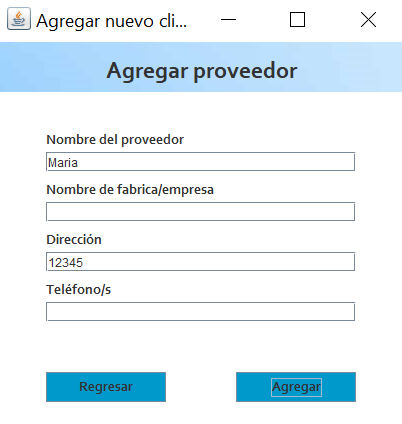 Agregar nuevo cli...
Agregar proveedor
Nombre del proveedor
Maria
Nombre de fabrica/empresa
Dirección
12345
Teléfono/s
Regresar
Agregar